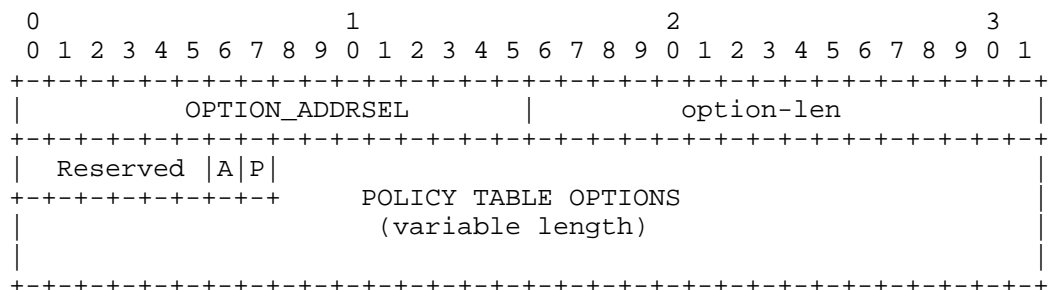 0                   1                   2                   3
 0 1 2 3 4 5 6 7 8 9 0 1 2 3 4 5 6 7 8 9 0 1 2 3 4 5 6 7 8 9 0 1
+-+-+-+-+-+-+-+-+-+-+-+-+-+-+-+-+-+-+-+-+-+-+-+-+-+-+-+-+-+-+-+-+
|          OPTION_ADDRSEL       |         option-len            |
+-+-+-+-+-+-+-+-+-+-+-+-+-+-+-+-+-+-+-+-+-+-+-+-+-+-+-+-+-+-+-+-+
|  Reserved |A|P|                                               |
+-+-+-+-+-+-+-+-+     POLICY TABLE OPTIONS                      |
|                      (variable length)                        |
|                                                               |
+-+-+-+-+-+-+-+-+-+-+-+-+-+-+-+-+-+-+-+-+-+-+-+-+-+-+-+-+-+-+-+-+